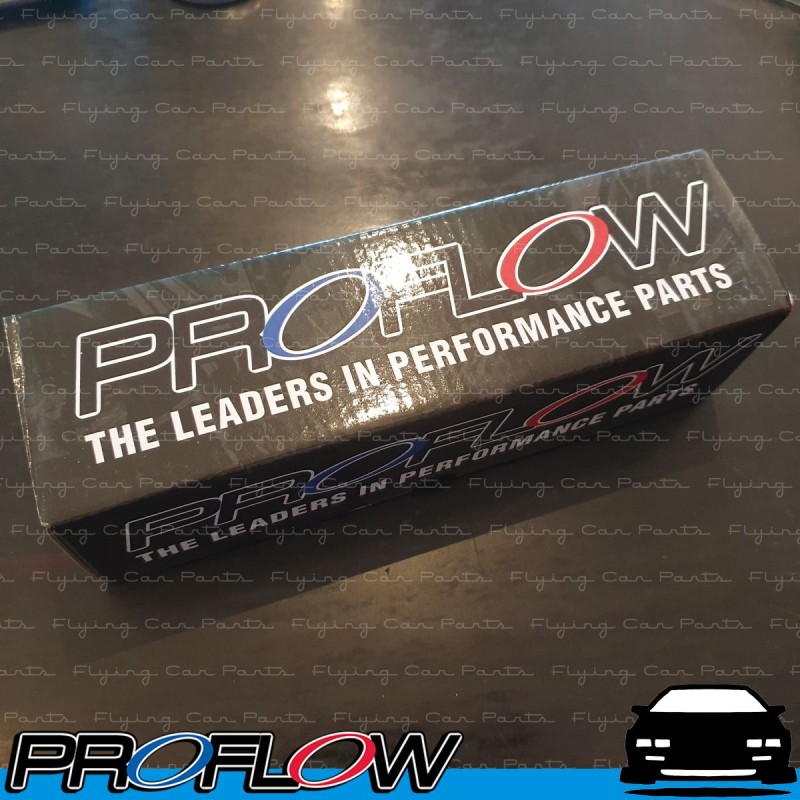 PROFLOW
THE LEADERS IN PERFORMANCE PARTS
PROFLOW
THE LEADERS IN PERFORMANCE PARTS
Flying Car Parts
PROFLOW